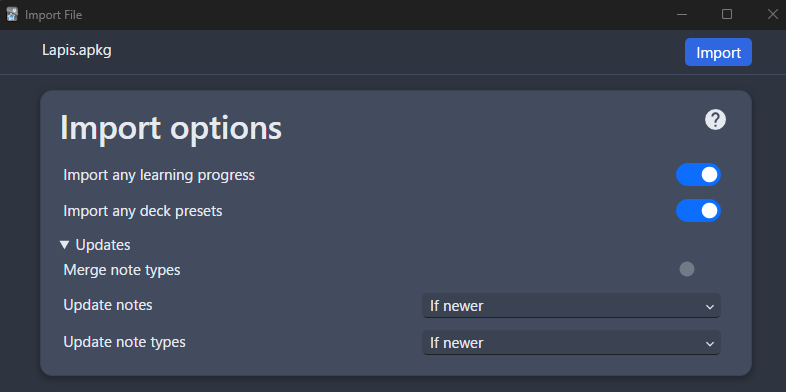 Import File
Lapis.apkg
Import
Import options
?
Import any learning progress
Import any deck presets
Updates
Merge note types
Update notes
If newer
Update note types
If newer